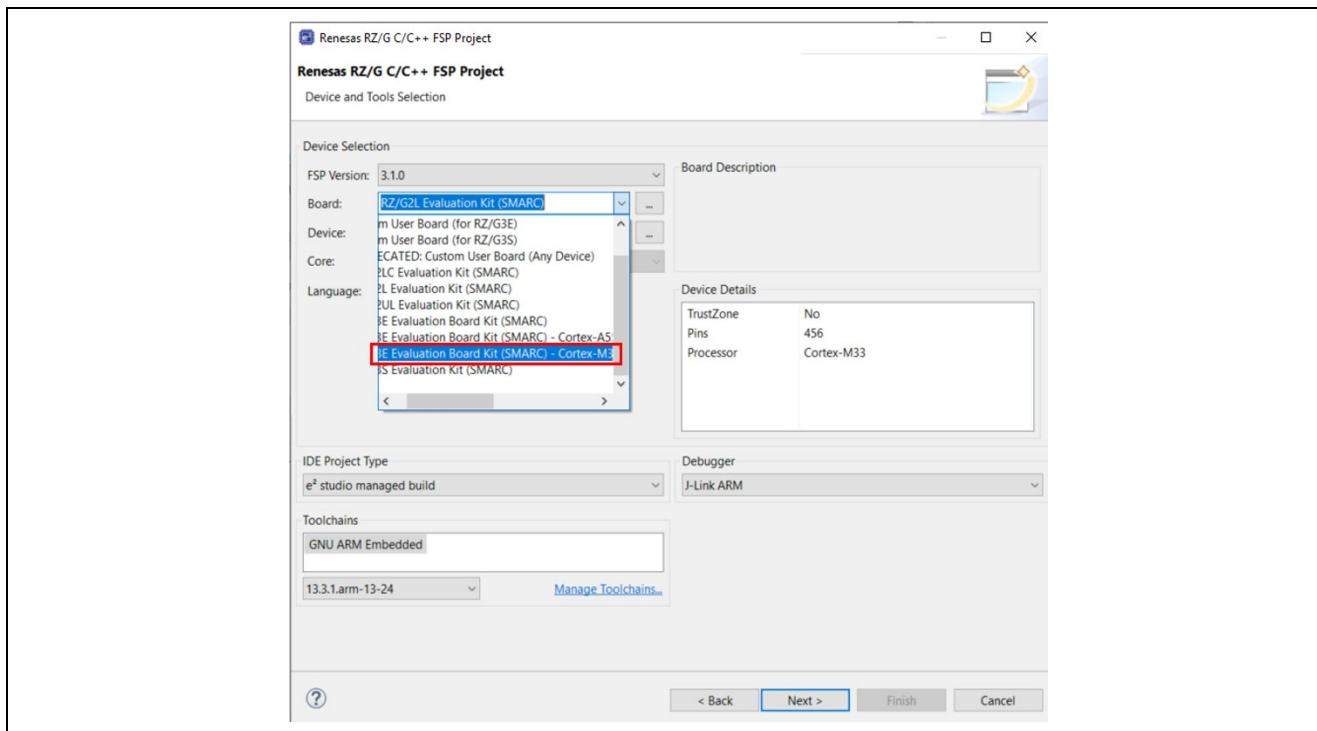 Renesas RZ/G C/C++ FSP Project
Renesas RZ/G C/C++ FSP Project
Device and Tools Selection
Device Selection
FSP Version: 3.1.0
Board: RZ/G2L Evaluation Kit (SMARC)
...
m User Board (for RZ/G3E)
Device:
m User Board (for RZ/G3S)
...
ECATED: Custom User Board (Any Device)
Core:
2LC Evaluation Kit (SMARC)
Language:
2L Evaluation Kit (SMARC)
2UL Evaluation Kit (SMARC)
3E Evaluation Board Kit (SMARC)
3E Evaluation Board Kit (SMARC) - Cortex-A5
3E Evaluation Board Kit (SMARC) - Cortex-M3
3S Evaluation Kit (SMARC)
Board Description
Device Details
TrustZone No
Pins 456
Processor Cortex-M33
IDE Project Type
e² studio managed build
Debugger
J-Link ARM
Toolchains
GNU ARM Embedded
13.3.1.arm-13-24
Manage Toolchains...
?
< Back
Next >
Finish
Cancel